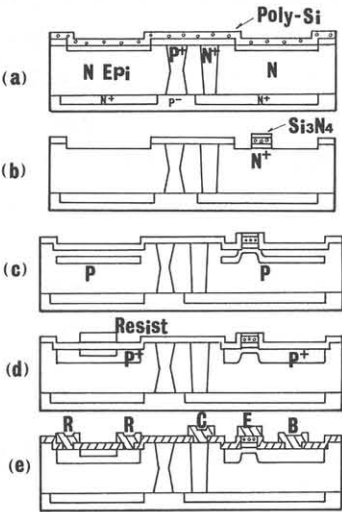 Poly-Si
(a) N Epi P+ N+ N
N+ P- N+
Si3N4
(b) N+
(c) P P
Resist
(d) P+ P+
R R C E B
(e)